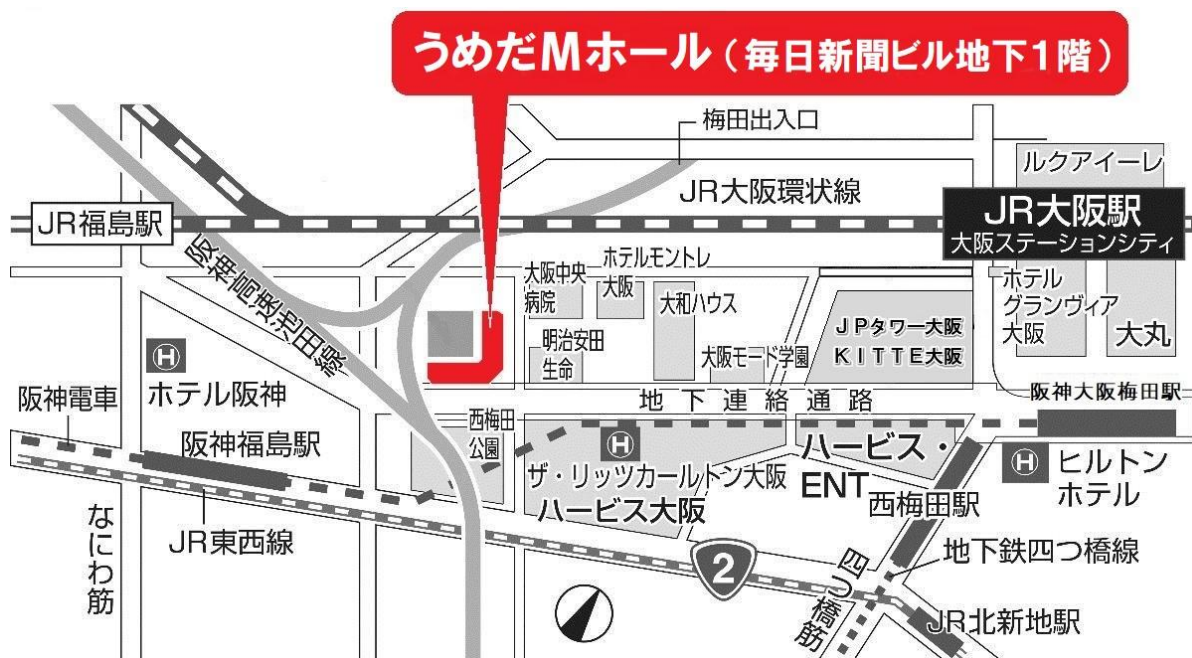 うめだMホール（毎日新聞ビル地下1階）
梅田出入口
ルクアイーレ
JR大阪環状線
JR福島駅
JR大阪駅
大阪ステーションシティ
阪神高速池田線
大阪中央
病院
ホテルモントレ
大阪
大和ハウス
ホテル
グランヴィア
大阪
大丸
JPタワー大阪
KITTE大阪
明治安田
生命
大阪モード学園
H
ホテル阪神
阪神電車
地下連絡通路
阪神大阪梅田駅
西梅田
公園
阪神福島駅
H
ザ・リッツカールトン大阪
ハービス大阪
ハービス・
ENT
西梅田駅
H
ヒルトン
ホテル
なにわ筋
JR東西線
2
四つ橋筋
地下鉄四つ橋線
JR北新地駅